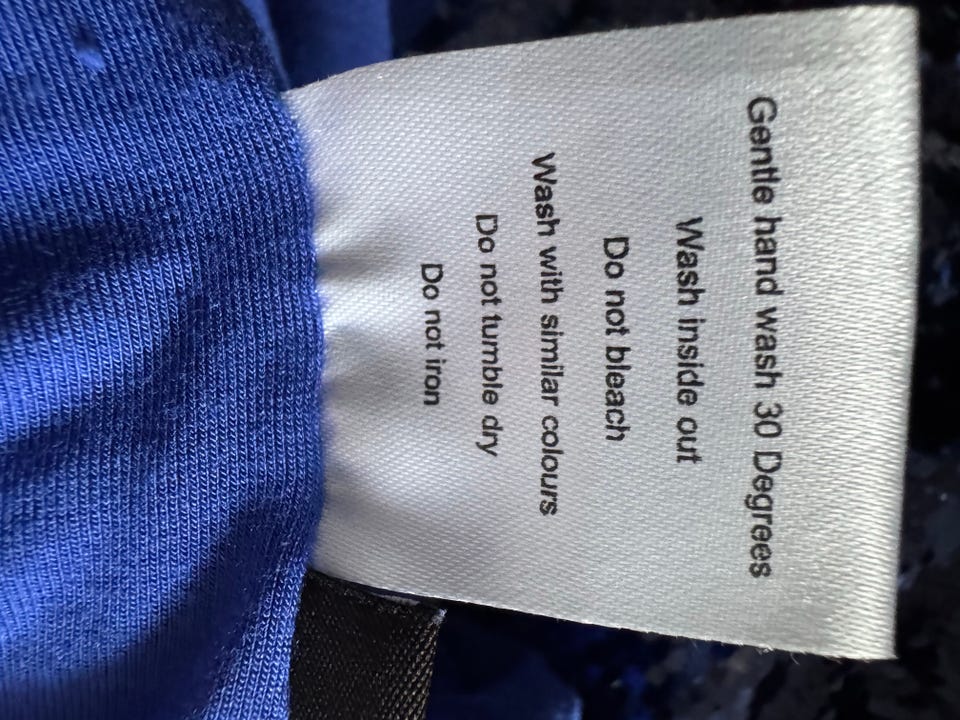 Gentle hand wash 30 Degrees
Wash inside out
Do not bleach
Wash with similar colours
Do not tumble dry
Do not iron